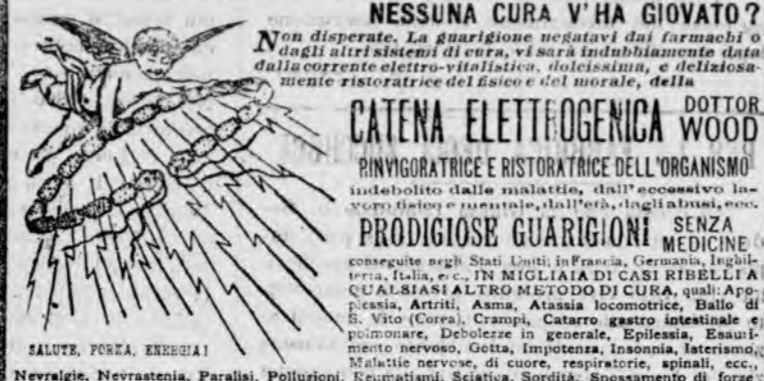 NESSUNA CURA V'HA GIOVATO?
Non disperate. La guarigione negatavi dai farmachi o
dagli altri sistemi di cura, vi sarà indubbiamente data
dalla corrente elettro-vitalistica, dolcissima, e deliziosa-
mente ristoratrice del fisico e del morale, della
CATENA ELETTROGENICA DOTTOR WOOD
RINVIGORATRICE E RISTORATRICE DELL'ORGANISMO
indebolito dalle malattie, dall'eccessivo la-
voro fisico e mentale, dall'età, dagli abusi, ecc.
PRODIGIOSE GUARIGIONI SENZA MEDICINE
conseguite negli Stati Uniti, in Francia, Germania, Inghil-
terra, Italia, ecc., IN MIGLIAIA DI CASI RIBELLI A
QUALSIASI ALTRO METODO DI CURA, quali: Apo-
plessia, Artriti, Asma, Atassia locomotrice, Ballo di
S. Vito (Corea), Crampi, Catarro gastro intestinale e
polmonare, Debolezze in generale, Epilessia, Esauri-
mento nervoso, Gotta, Impotenza, Insonnia, Isterismo,
Malattie nervose, di cuore, respiratorie, spinali, ecc.,
SALUTE, FORZA, ENERGIA!
Nevralgie, Nevrastenia, Paralisi, Polluzioni, Reumatismi, Sciatica, Sordità, Spossamento di forze